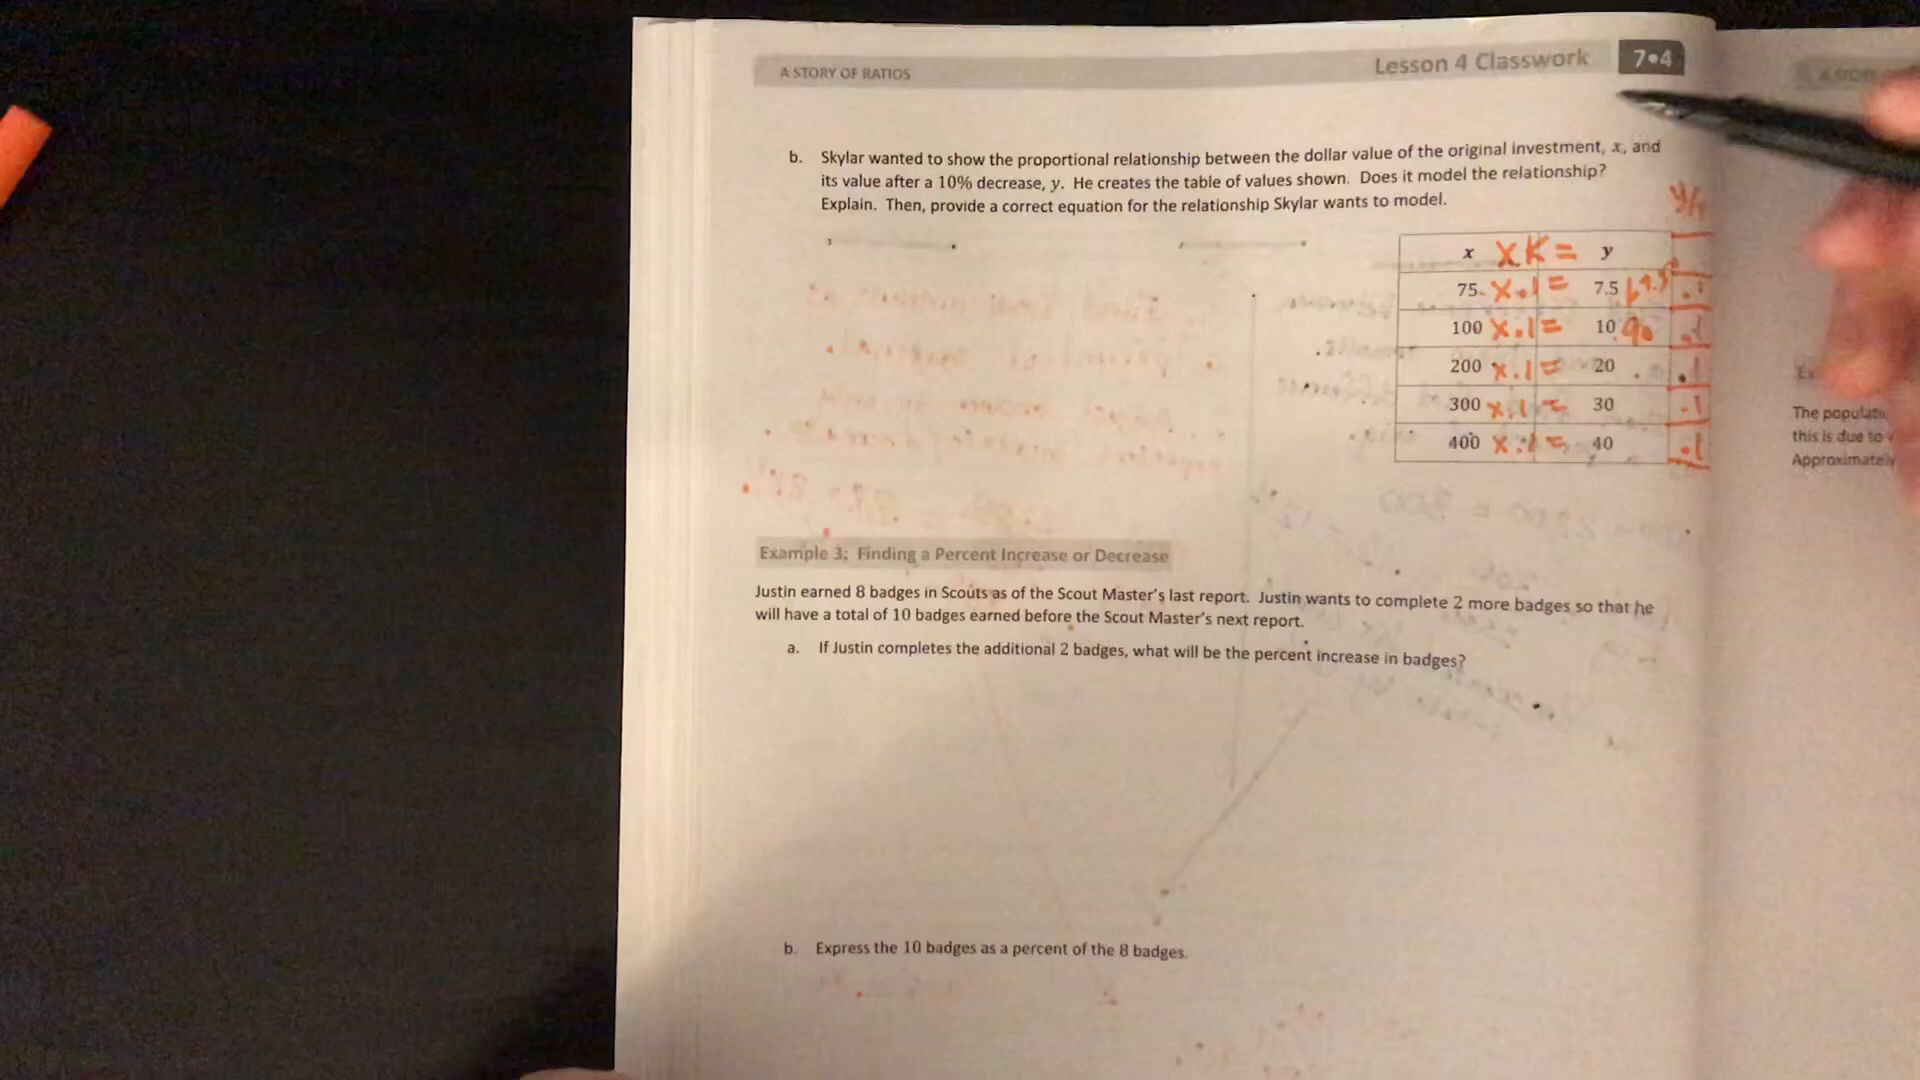 A STORY OF RATIOS
Lesson 4 Classwork 7•4
b. Skylar wanted to show the proportional relationship between the dollar value of the original investment, x, and
its value after a 10% decrease, y. He creates the table of values shown. Does it model the relationship?
Explain. Then, provide a correct equation for the relationship Skylar wants to model.
x XK= y
75 x.1= 7.5 .1
100 x.1= 10 90 .1
200 x.1= 20 .1
300 x.1= 30 .1
400 x.1= 40 .1
Example 3: Finding a Percent Increase or Decrease
Justin earned 8 badges in Scouts as of the Scout Master's last report. Justin wants to complete 2 more badges so that he
will have a total of 10 badges earned before the Scout Master's next report.
a. If Justin completes the additional 2 badges, what will be the percent increase in badges?
b. Express the 10 badges as a percent of the 8 badges.
The
this is due to